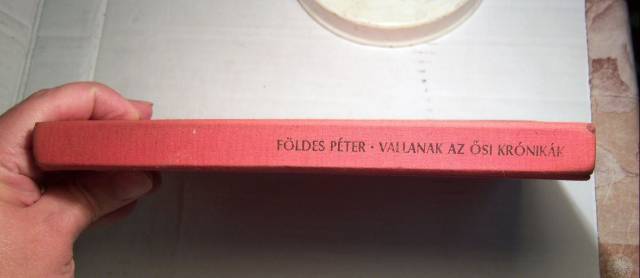 FÖLDES PÉTER • VALLANAK AZ ŐSI KRÓNIKÁK